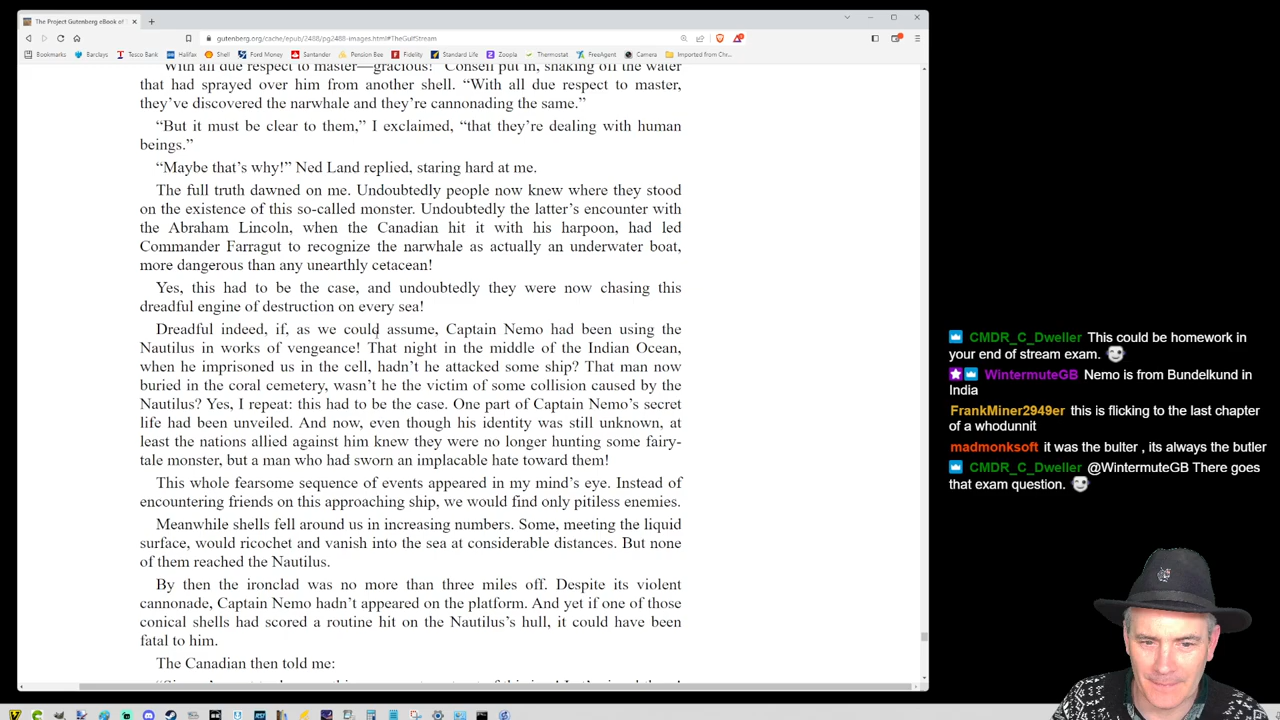 The Project Gutenberg eBook of
gutenberg.org/cache/epub/2488/pg2488-images.html#TheGulfStream
Bookmarks Barclays Tesco Bank Halifax Shell Ford Money Santander Pension Bee Fidelity Standard Life Zoopla Thermostat FreeAgent Camera Imported from Chr...
“With all due respect to master—gracious!” Conseil put in, shaking off the water
that had sprayed over him from another shell. “With all due respect to master,
they’ve discovered the narwhale and they’re cannonading the same.”
“But it must be clear to them,” I exclaimed, “that they’re dealing with human
beings.”
“Maybe that’s why!” Ned Land replied, staring hard at me.
The full truth dawned on me. Undoubtedly people now knew where they stood
on the existence of this so-called monster. Undoubtedly the latter’s encounter with
the Abraham Lincoln, when the Canadian hit it with his harpoon, had led
Commander Farragut to recognize the narwhale as actually an underwater boat,
more dangerous than any unearthly cetacean!
Yes, this had to be the case, and undoubtedly they were now chasing this
dreadful engine of destruction on every sea!
Dreadful indeed, if, as we could assume, Captain Nemo had been using the
Nautilus in works of vengeance! That night in the middle of the Indian Ocean,
when he imprisoned us in the cell, hadn’t he attacked some ship? That man now
buried in the coral cemetery, wasn’t he the victim of some collision caused by the
Nautilus? Yes, I repeat: this had to be the case. One part of Captain Nemo’s secret
life had been unveiled. And now, even though his identity was still unknown, at
least the nations allied against him knew they were no longer hunting some fairy-
tale monster, but a man who had sworn an implacable hate toward them!
This whole fearsome sequence of events appeared in my mind’s eye. Instead of
encountering friends on this approaching ship, we would find only pitiless enemies.
Meanwhile shells fell around us in increasing numbers. Some, meeting the liquid
surface, would ricochet and vanish into the sea at considerable distances. But none
of them reached the Nautilus.
By then the ironclad was no more than three miles off. Despite its violent
cannonade, Captain Nemo hadn’t appeared on the platform. And yet if one of those
conical shells had scored a routine hit on the Nautilus’s hull, it could have been
fatal to him.
The Canadian then told me:
CMDR_C_Dweller This could be homework in
your end of stream exam.
WintermuteGB Nemo is from Bundelkund in
India
FrankMiner2949er this is flicking to the last chapter
of a whodunnit
madmonksoft it was the bulter , its always the butler
CMDR_C_Dweller @WintermuteGB There goes
that exam question.